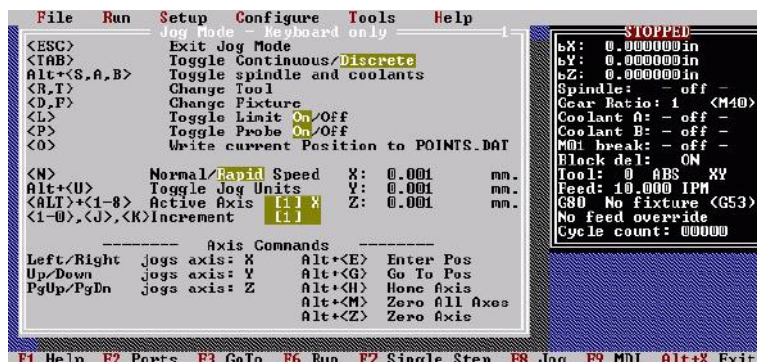 File Run Setup Configure Tools Help
Jog Mode - Keyboard only 1
<ESC> Exit Jog Mode
<TAB> Toggle Continuous/Discrete
Alt+<S,A,B> Toggle spindle and coolants
<R,T> Change Tool
<D,F> Change Fixture
<L> Toggle Limit On/Off
<P> Toggle Probe On/Off
<O> Write current Position to POINTS.DAT
<N> Normal/Rapid Speed X: 0.001 mm.
Alt+<U> Toggle Jog Units Y: 0.001 mm.
<ALT>+<1-8> Active Axis [1] X Z: 0.001 mm.
<1-0>,<J>,<K>Increment [1]
-------- Axis Commands --------
Left/Right jogs axis: X Alt+<E> Enter Pos
Up/Down jogs axis: Y Alt+<G> Go To Pos
PgUp/PgDn jogs axis: Z Alt+<H> Home Axis
Alt+<M> Zero All Axes
Alt+<Z> Zero Axis
STOPPED
X: 0.000000in
Y: 0.000000in
Z: 0.000000in
Spindle: - off -
Gear Ratio: 1 <M40>
Coolant A: - off -
Coolant B: - off -
M01 break: - off -
Block del: ON
Tool: 0 ABS XY
Feed: 10.000 IPM
G80 No fixture <G53>
No feed override
Cycle count: 00000
F1 Help F2 Ports F3 GoTo F6 Run F7 Single Step F8 Jog F9 MDI Alt+X Exit